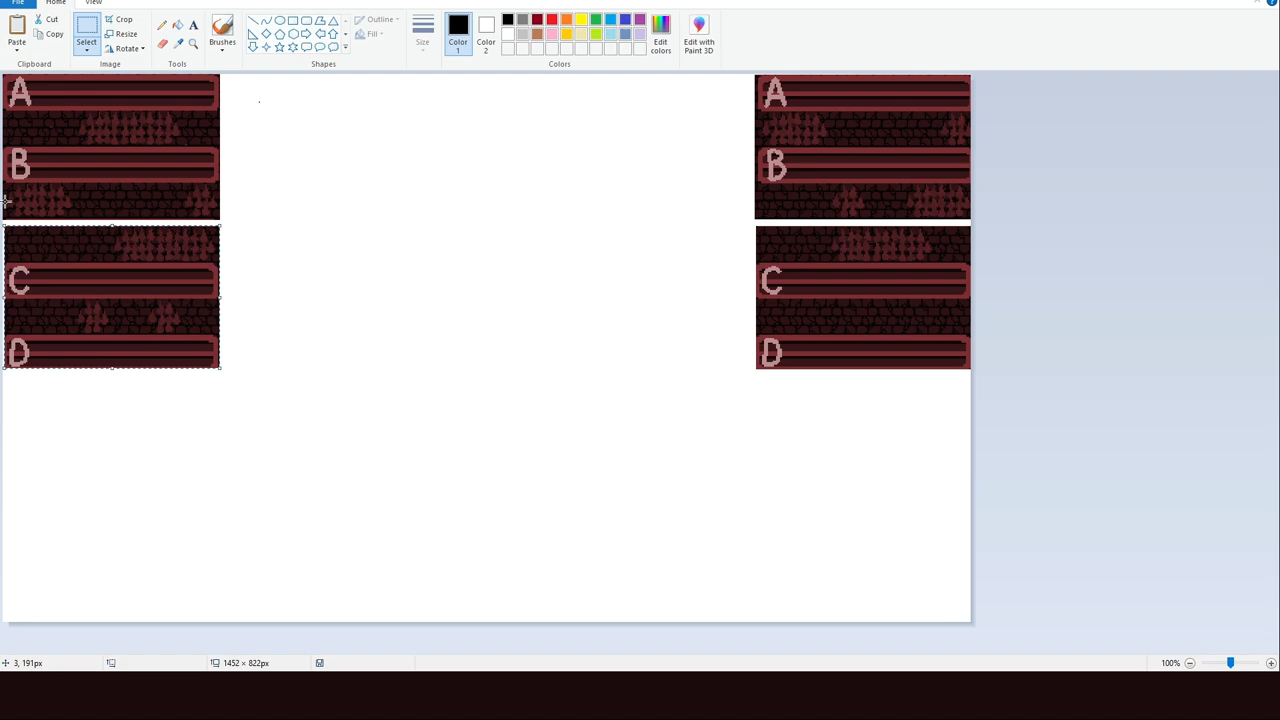 File Home View
Paste
Cut
Copy
Clipboard
Select
Crop
Resize
Rotate
Image
Tools
Brushes
Shapes
Outline
Fill
Size
Color 1
Color 2
Edit colors
Colors
Edit with Paint 3D
A A
B B
C C
D D
3, 191px
1452 × 822px
100%